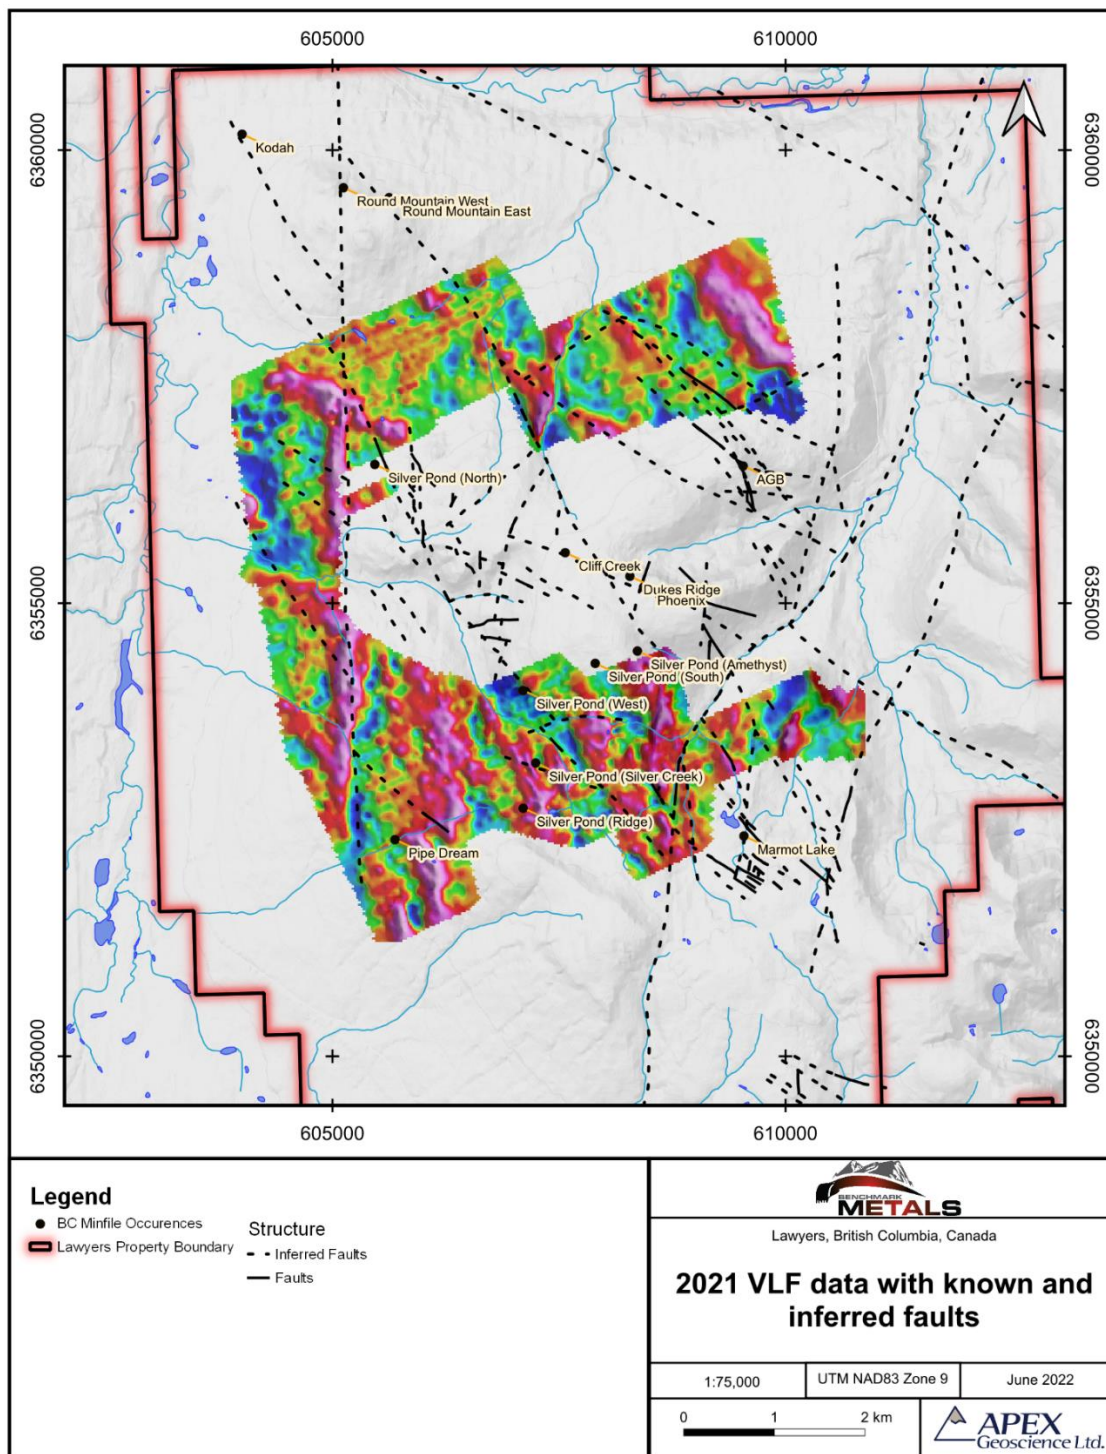 605000
610000
6360000
6360000
Kodah
Round Mountain West
Round Mountain East
Silver Pond (North)
AGB
Cliff Creek
6355000
6355000
Dukes Ridge
Phoenix
Silver Pond (Amethyst)
Silver Pond (South)
Silver Pond (West)
Silver Pond (Silver Creek)
Silver Pond (Ridge)
Pipe Dream
Marmot Lake
6350000
6350000
605000
610000
Legend
BC Minfile Occurences
Lawyers Property Boundary
Structure
Inferred Faults
Faults
BENCHMARK
METALS
Lawyers, British Columbia, Canada
2021 VLF data with known and
inferred faults
1:75,000
UTM NAD83 Zone 9
June 2022
0 1 2 km
APEX
Geoscience Ltd.